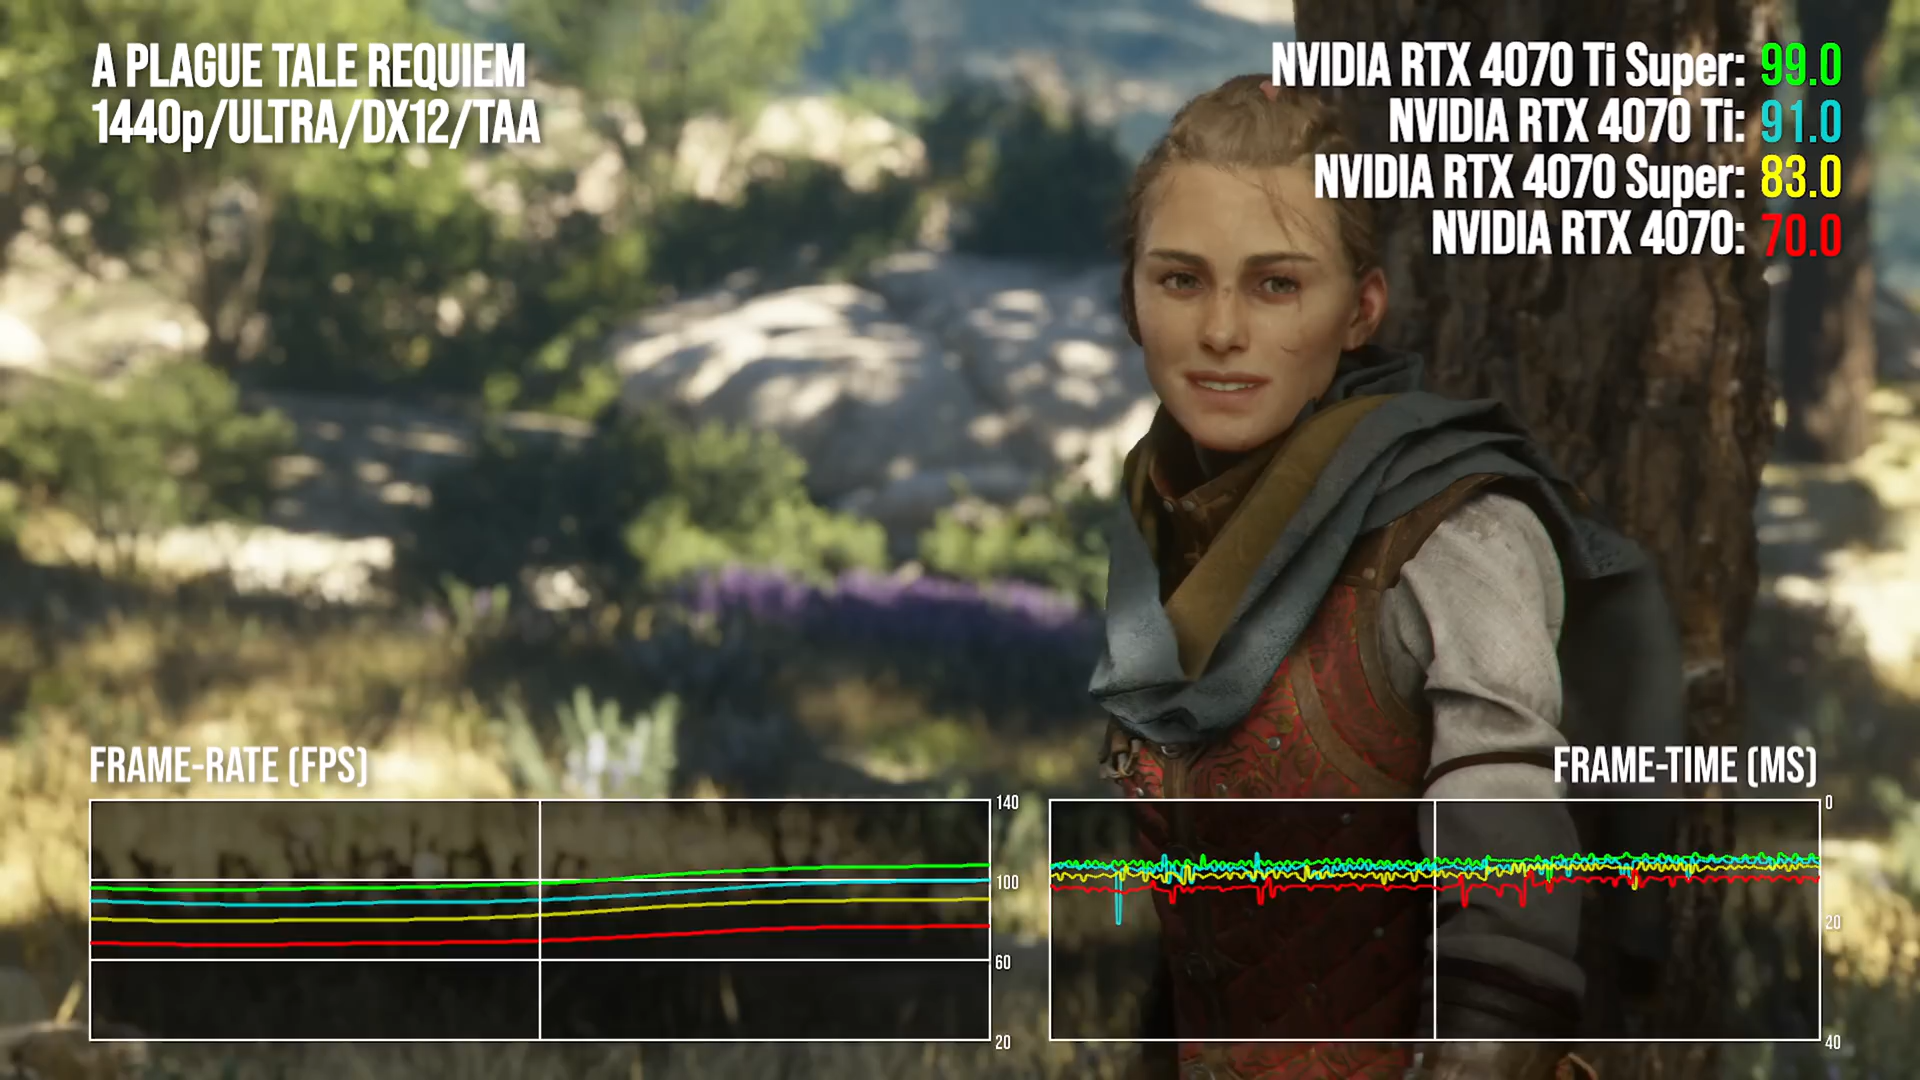 A PLAGUE TALE REQUIEM
1440p/ULTRA/DX12/TAA
NVIDIA RTX 4070 Ti Super: 99.0
NVIDIA RTX 4070 Ti: 91.0
NVIDIA RTX 4070 Super: 83.0
NVIDIA RTX 4070: 70.0
FRAME-RATE (FPS)
140
100
60
20
FRAME-TIME (MS)
0
20
40